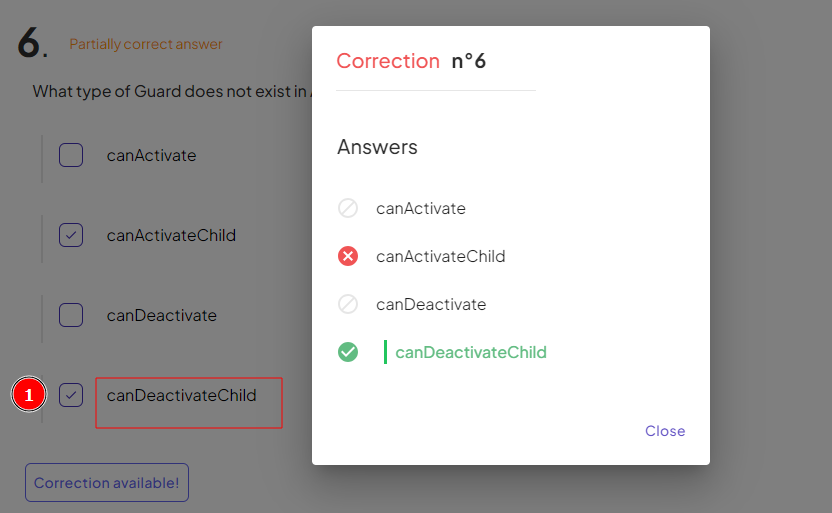 6. Partially correct answer
What type of Guard does not exist in
canActivate
canActivateChild
canDeactivate
1 canDeactivateChild
Correction available!
Correction n°6
Answers
canActivate
canActivateChild
canDeactivate
canDeactivateChild
Close